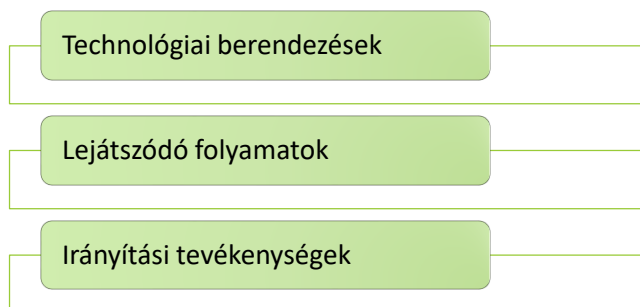 Technológiai berendezések
Lejátszódó folyamatok
Irányítási tevékenységek